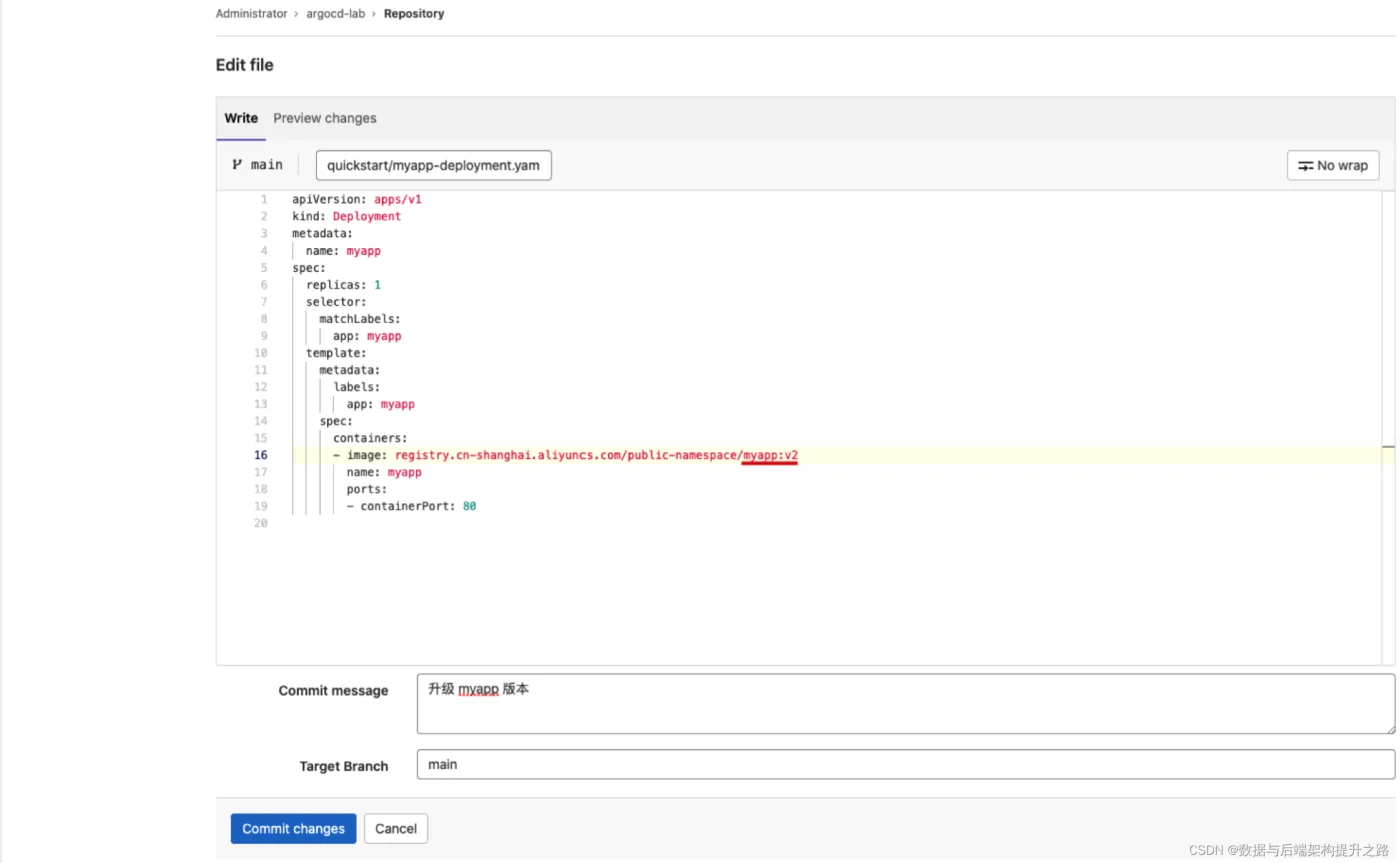 Administrator › argocd-lab › Repository
Edit file
Write Preview changes
main quickstart/myapp-deployment.yam No wrap
1 apiVersion: apps/v1
2 kind: Deployment
3 metadata:
4 name: myapp
5 spec:
6 replicas: 1
7 selector:
8 matchLabels:
9 app: myapp
10 template:
11 metadata:
12 labels:
13 app: myapp
14 spec:
15 containers:
16 - image: registry.cn-shanghai.aliyuncs.com/public-namespace/myapp:v2
17 name: myapp
18 ports:
19 - containerPort: 80
20
Commit message 升级 myapp 版本
Target Branch main
Commit changes Cancel
CSDN @数据与后端架构提升之路